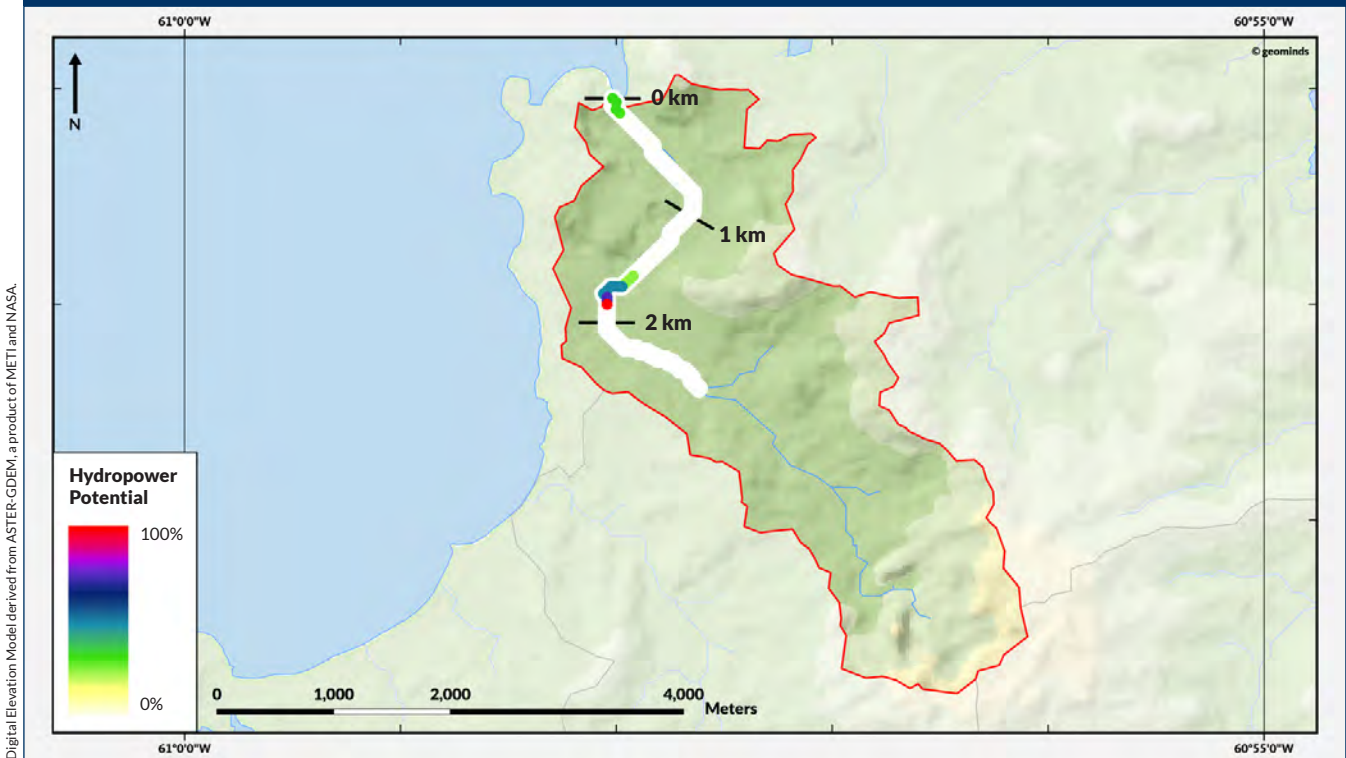 61°0'0"W
60°55'0"W
© geominds
N
0 km
1 km
2 km
Hydropower
Potential
100%
0%
0
1,000
2,000
4,000
Meters
61°0'0"W
60°55'0"W
Digital Elevation Model derived from ASTER-GDEM, a product of METI and NASA.